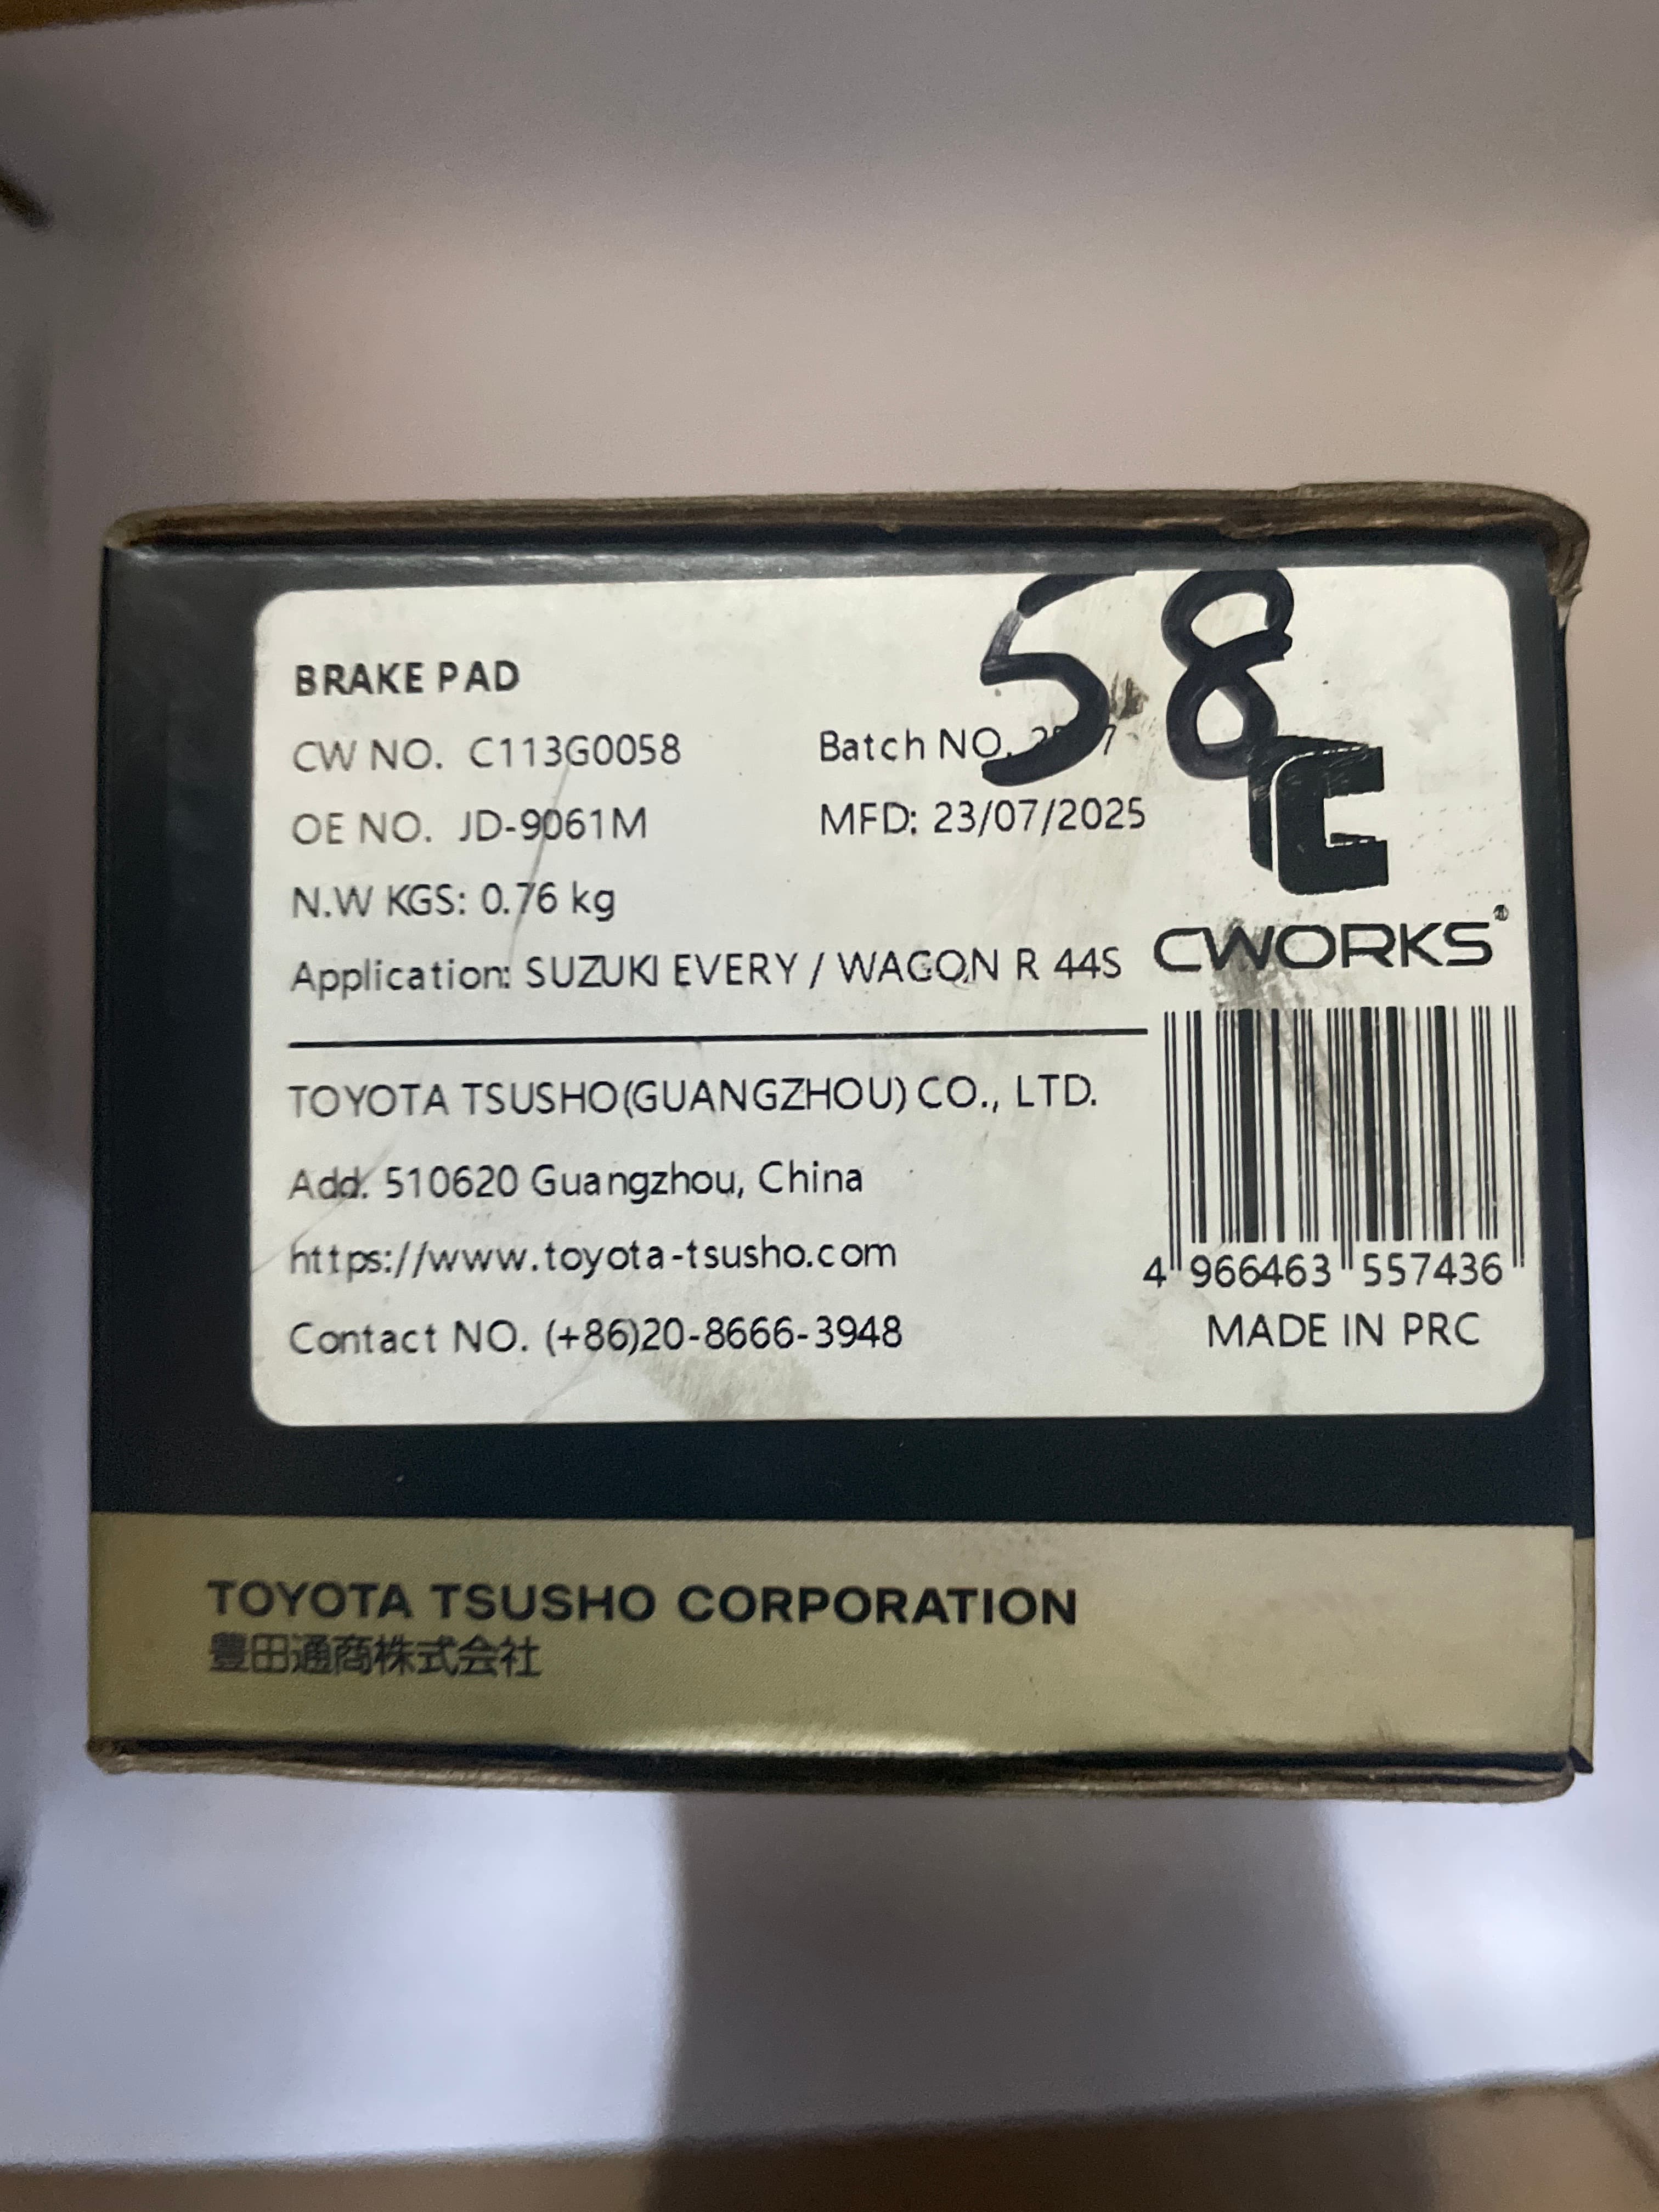 58
BRAKE PAD
CW NO. C113G0058
Batch NO.
OE NO. JD-9061M
MFD: 23/07/2025
N.W KGS: 0.76 kg
Application: SUZUKI EVERY / WAGON R 44S
CWORKS®
TOYOTA TSUSHO(GUANGZHOU) CO., LTD.
Add. 510620 Guangzhou, China
https://www.toyota-tsusho.com
4 966463 557436
Contact NO. (+86)20-8666-3948
MADE IN PRC
TOYOTA TSUSHO CORPORATION
豊田通商株式会社